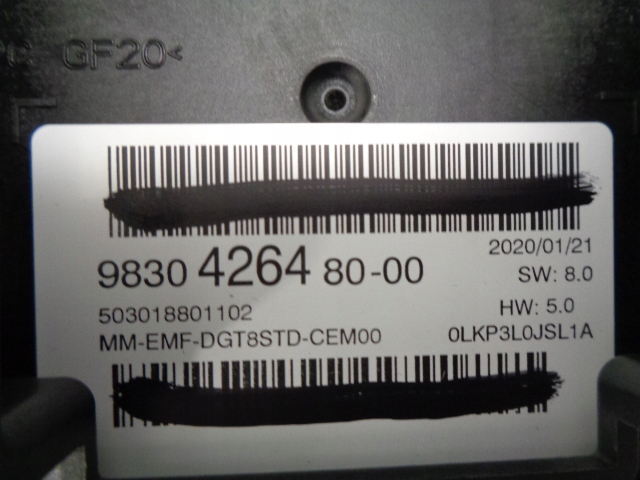 GF20<
9830 4264 80-00
2020/01/21
SW: 8.0
503018801102
HW: 5.0
MM-EMF-DGT8STD-CEM00
0LKP3L0JSL1A